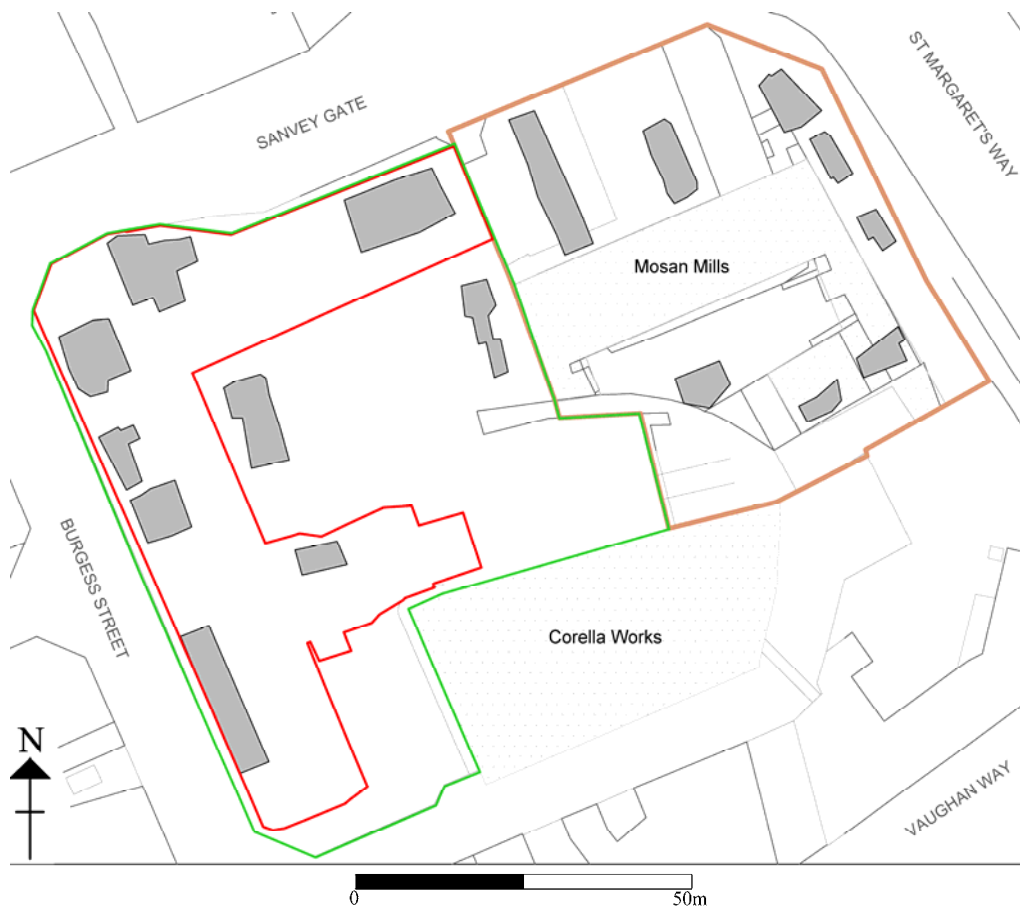 SANVEY GATE
ST MARGARET'S WAY
Mosan Mills
BURGESS STREET
Corella Works
N
VAUGHAN WAY
0
50m